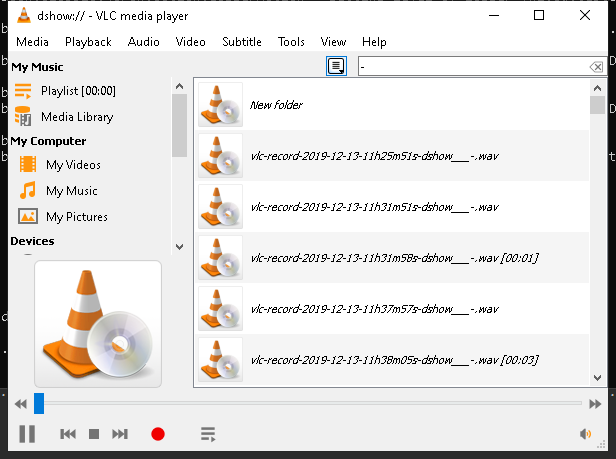 dshow:// - VLC media player
Media Playback Audio Video Subtitle Tools View Help
My Music
-
Playlist [00:00]
Media Library
My Computer
My Videos
My Music
My Pictures
Devices
New folder
vlc-record-2019-12-13-11h25m51s-dshow___-.wav
vlc-record-2019-12-13-11h31m51s-dshow___-.wav
vlc-record-2019-12-13-11h31m58s-dshow___-.wav [00:01]
vlc-record-2019-12-13-11h37m57s-dshow___-.wav
vlc-record-2019-12-13-11h38m05s-dshow___-.wav [00:03]